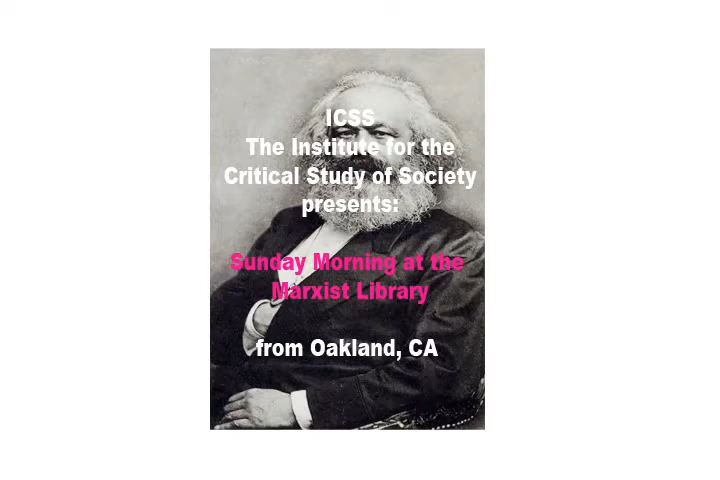 ICSS
The Institute for the
Critical Study of Society
presents:
Sunday Morning at the
Marxist Library
from Oakland, CA